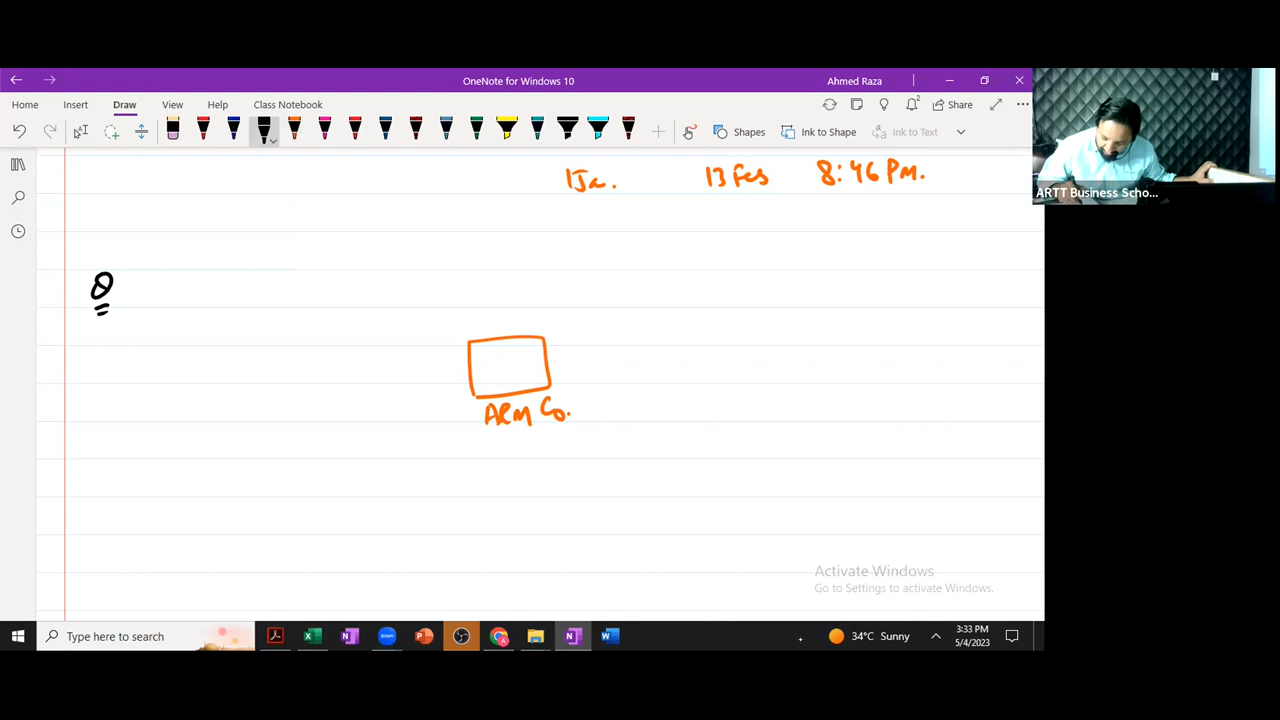 OneNote for Windows 10
Ahmed Raza
Home Insert Draw View Help Class Notebook Share
Shapes Ink to Shape Ink to Text
13 Feb 8:46 PM.
Q
ARM Co.
ARTT Business Scho...
Activate Windows
Go to Settings to activate Windows.
Type here to search
34°C Sunny
3:33 PM
5/4/2023